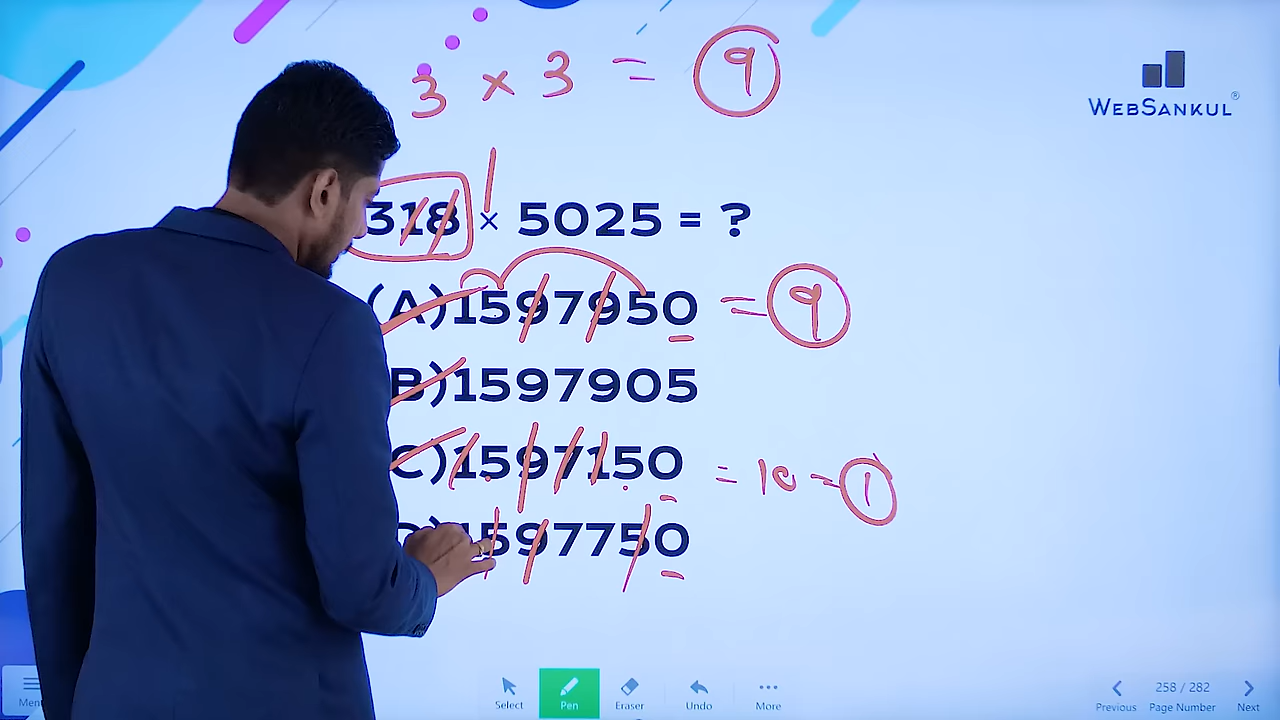 3 × 3 = 9
WEBSANKUL®
318 × 5025 = ?
(A) 1597950 = 9
B) 1597905
C) 1597150 = 10 = 1
D) 1597750
Select
Pen
Eraser
Undo
More
Previous
258 / 282
Page Number
Next